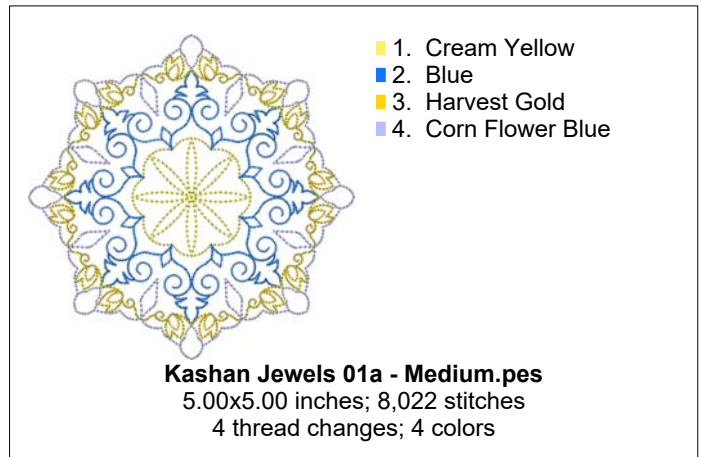 1. Cream Yellow
2. Blue
3. Harvest Gold
4. Corn Flower Blue
Kashan Jewels 01a - Medium.pes
5.00x5.00 inches; 8,022 stitches
4 thread changes; 4 colors